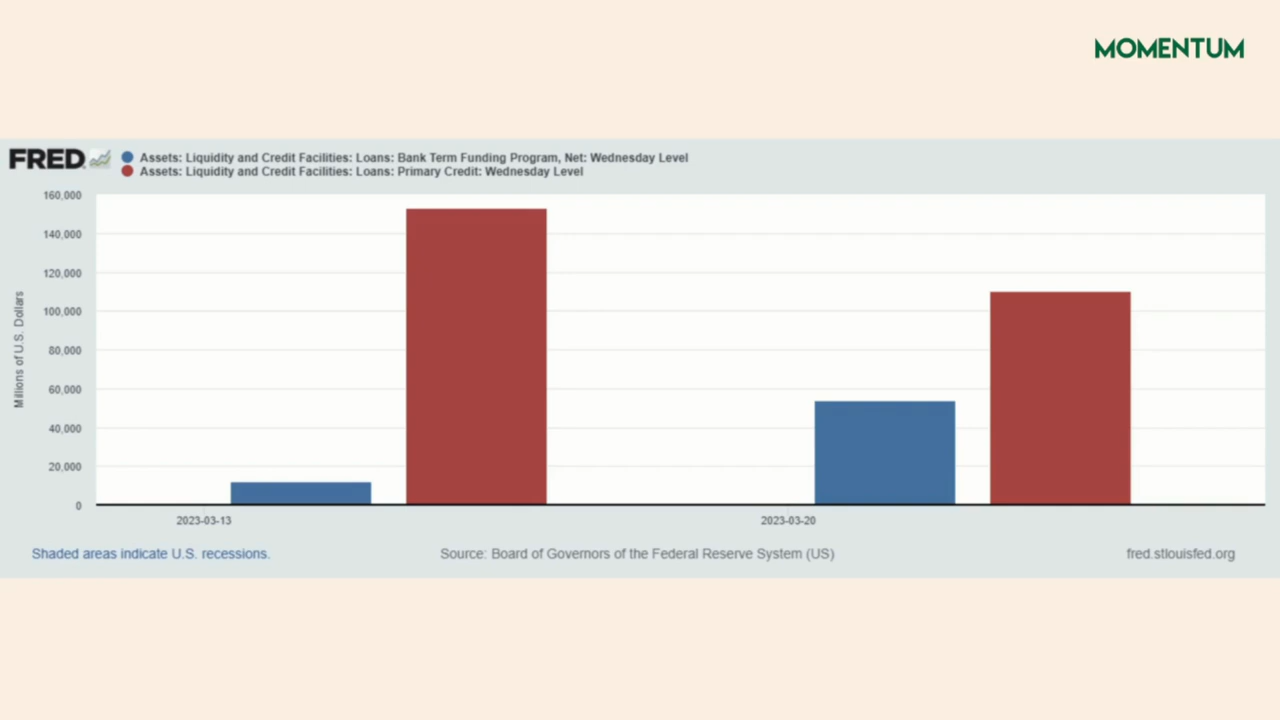 MOMENTUM
FRED
Assets: Liquidity and Credit Facilities: Loans: Bank Term Funding Program, Net: Wednesday Level
Assets: Liquidity and Credit Facilities: Loans: Primary Credit: Wednesday Level
Millions of U.S. Dollars
160,000
140,000
120,000
100,000
80,000
60,000
40,000
20,000
0
2023-03-13 2023-03-20
Shaded areas indicate U.S. recessions. Source: Board of Governors of the Federal Reserve System (US) fred.stlouisfed.org